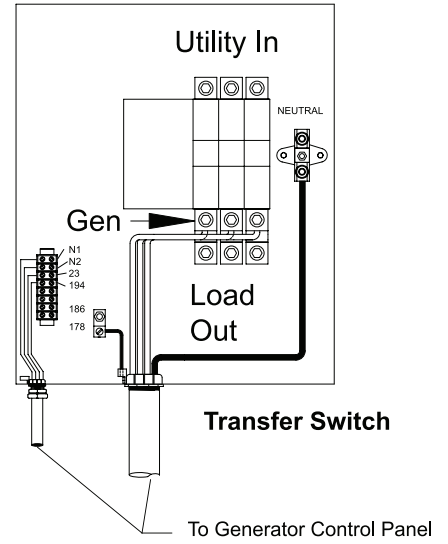 Utility In
NEUTRAL
Gen
N1
N2
23
194
Load
Out
186
178
Transfer Switch
To Generator Control Panel